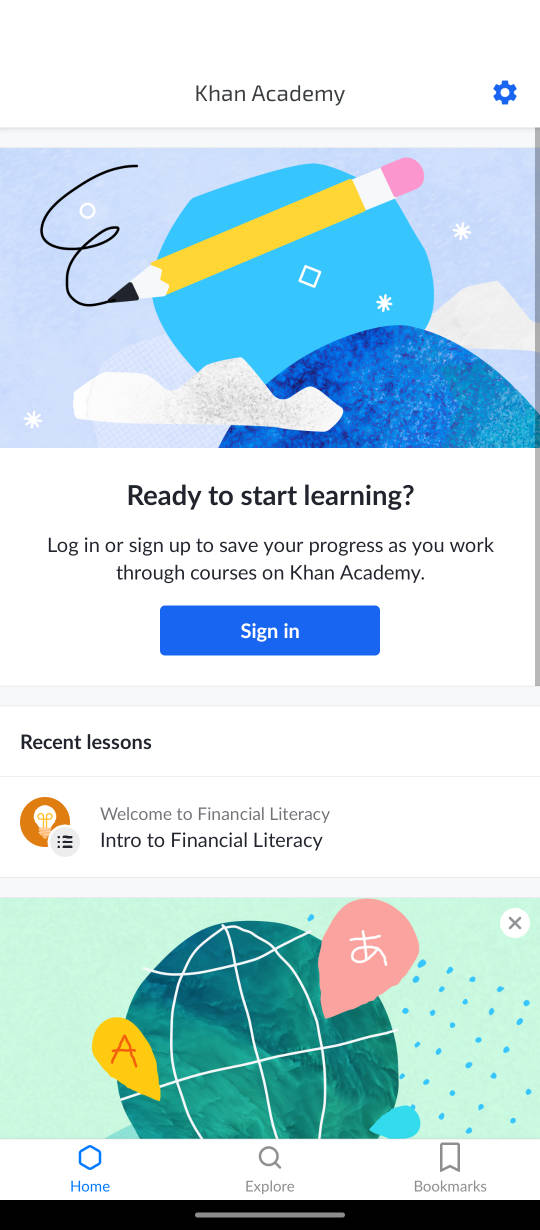 Khan Academy
Ready to start learning?
Log in or sign up to save your progress as you work
through courses on Khan Academy.
Sign in
Recent lessons
Welcome to Financial Literacy
Intro to Financial Literacy
あ
A
Home
Explore
Bookmarks